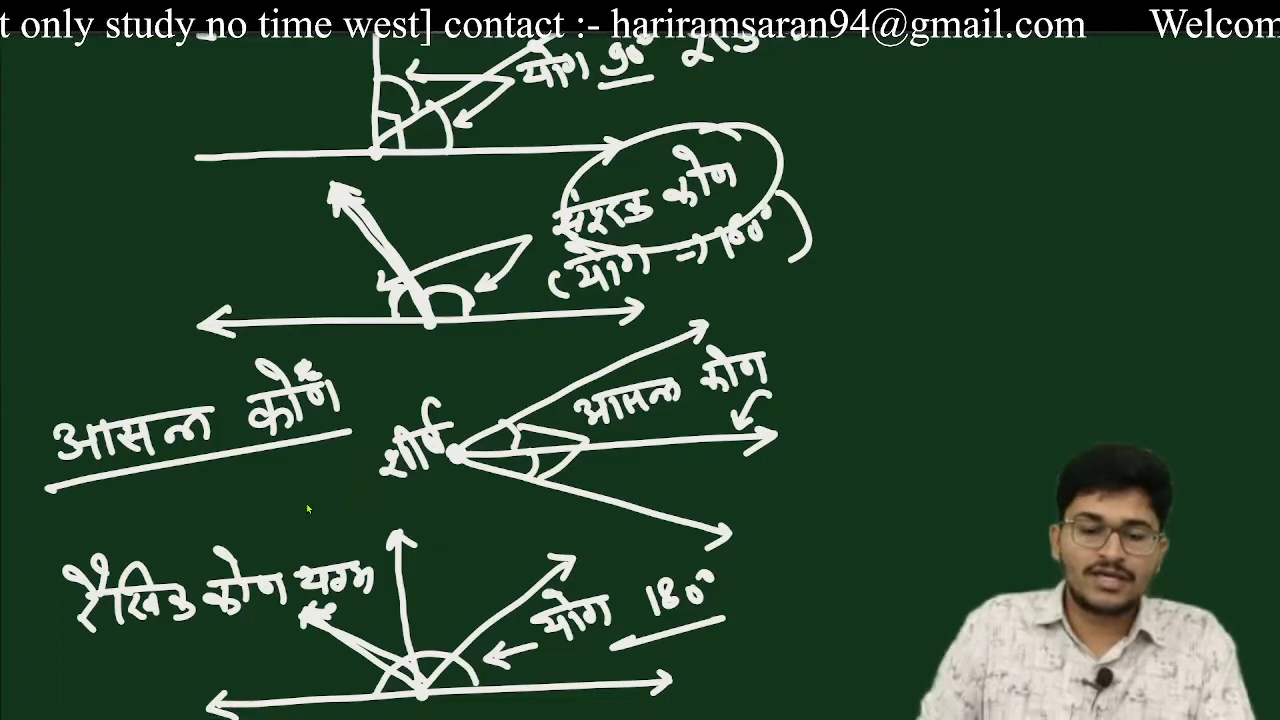 t only study no time west] contact :- hariramsaran94@gmail.com Welcom
योग 90°
संपूरक कोण
(योग => 180°)
आसन्न कोण
आसन्न कोण
शीर्ष
रैखिक कोण युग्म
योग 180°